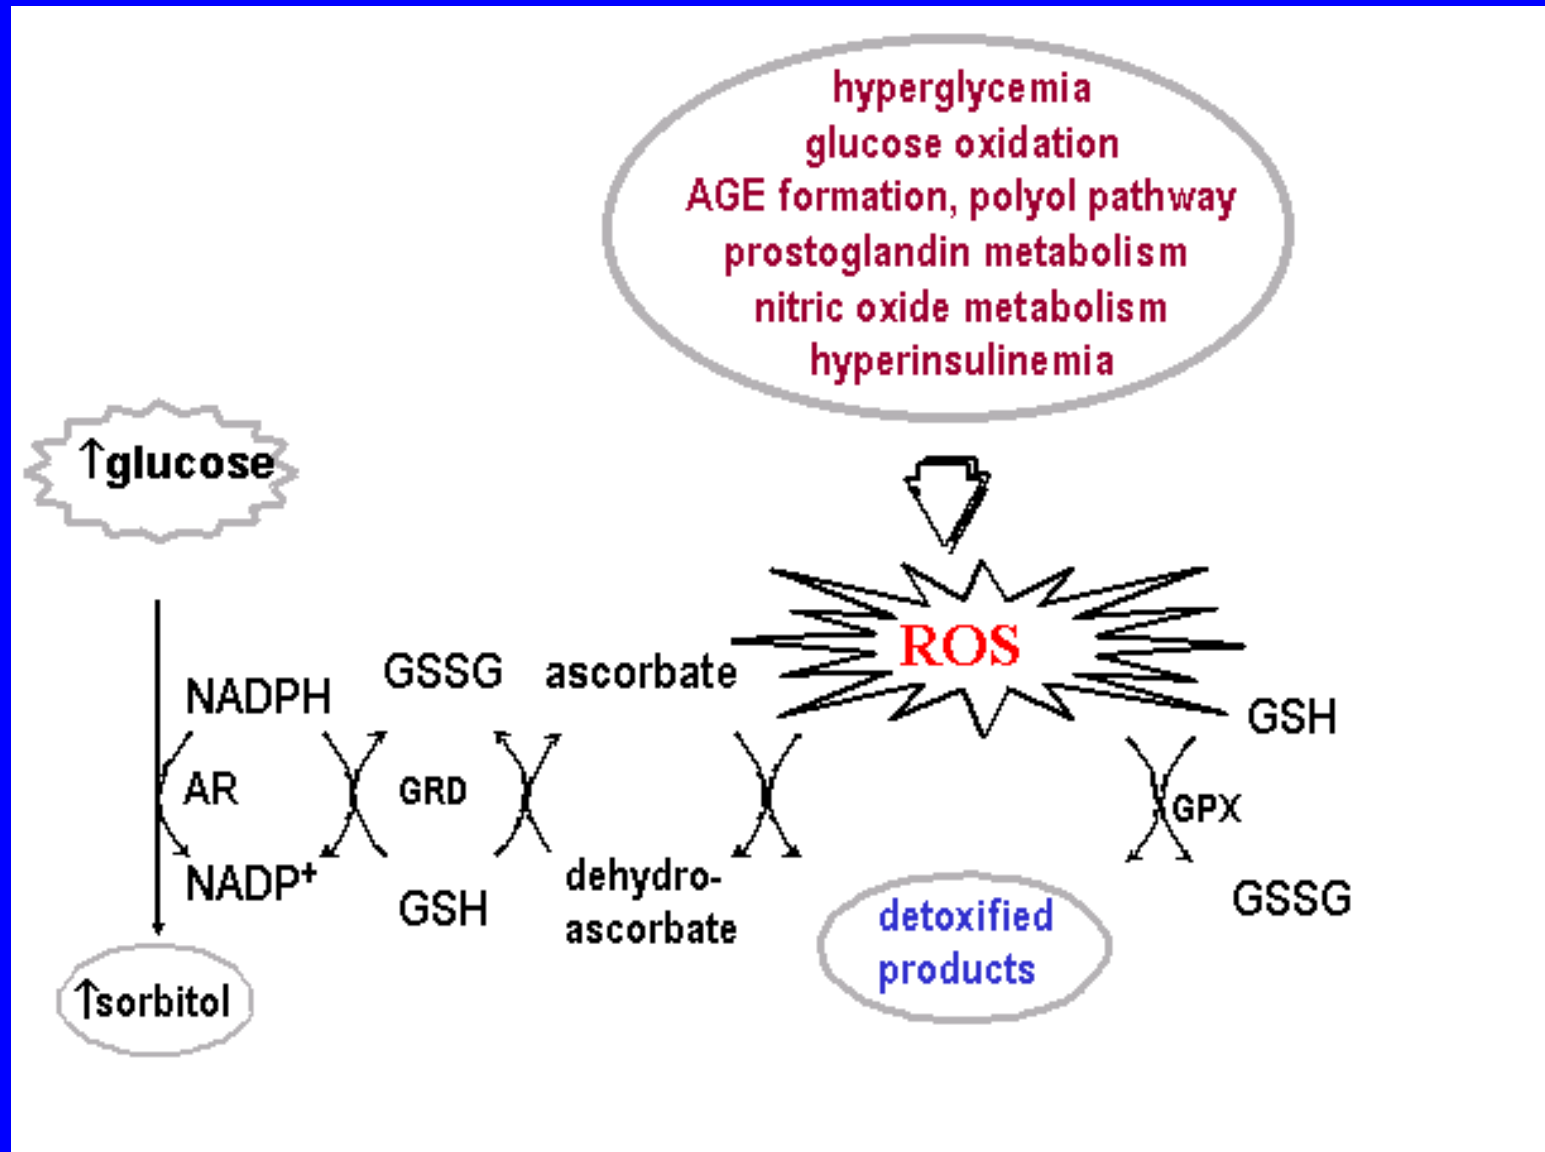 hyperglycemia
glucose oxidation
AGE formation, polyol pathway
prostoglandin metabolism
nitric oxide metabolism
hyperinsulinemia
↑glucose
ROS
NADPH
GSSG
ascorbate
GSH
AR
GRD
GPX
NADP⁺
GSH
dehydro-
ascorbate
GSSG
detoxified
products
↑sorbitol